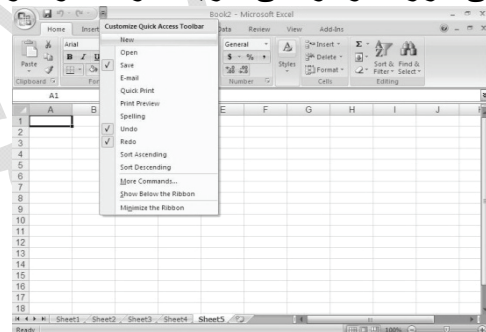 Book2 - Microsoft Excel
Home Insert Data Review View Add-Ins
Customize Quick Access Toolbar
New
Open
Save
E-mail
Quick Print
Print Preview
Spelling
Undo
Redo
Sort Ascending
Sort Descending
More Commands...
Show Below the Ribbon
Minimize the Ribbon
Paste
Clipboard
Arial
B I U
General
$ - % ,
Number
Styles
Insert
Delete
Format
Cells
Σ
Sort & Filter
Find & Select
Editing
A1
A B E F G H I J
1
2
3
4
5
6
7
8
9
10
11
12
13
14
15
16
17
18
Sheet1 Sheet2 Sheet3 Sheet4 Sheet5
Ready
100%